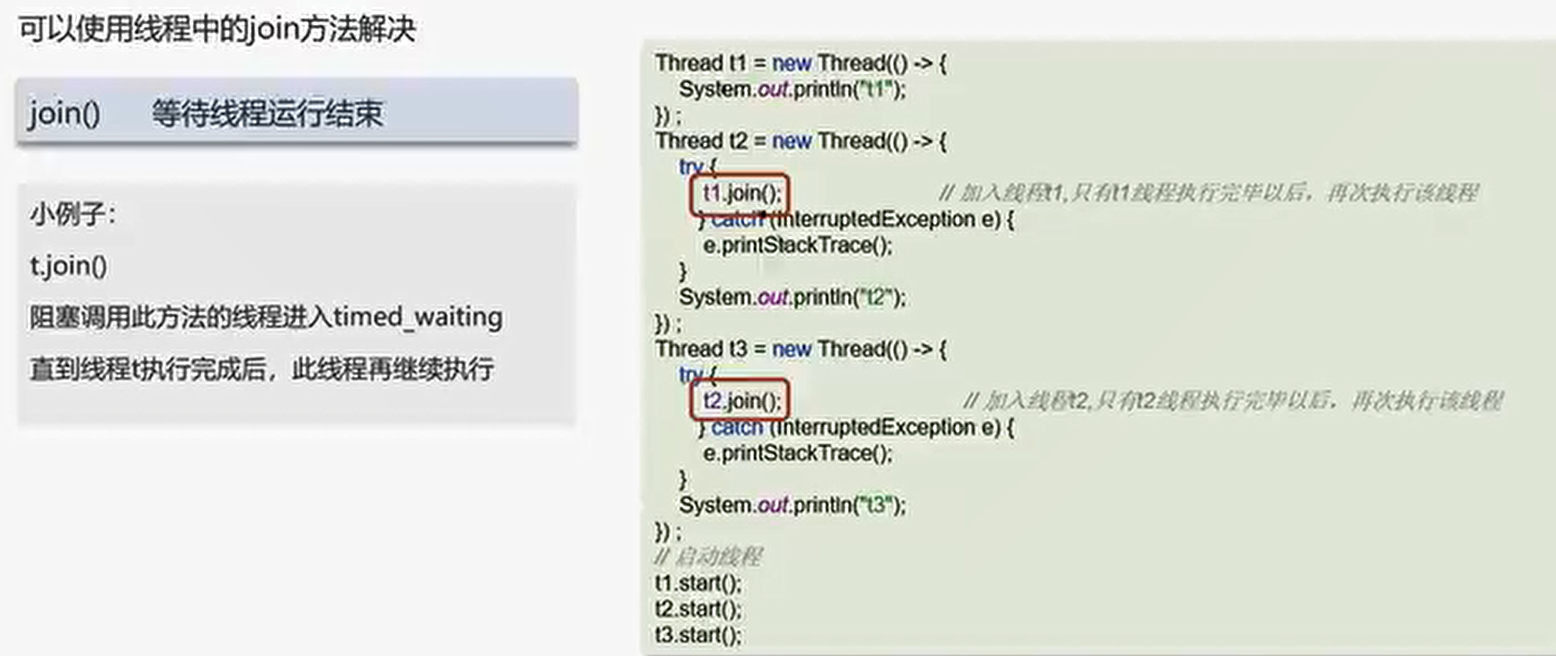 可以使用线程中的join方法解决
join() 等待线程运行结束
小例子：
t.join()
阻塞调用此方法的线程进入timed_waiting
直到线程t执行完成后，此线程再继续执行
Thread t1 = new Thread(() -> {
System.out.println("t1");
}) ;
Thread t2 = new Thread(() -> {
try {
t1.join(); // 加入线程t1,只有t1线程执行完毕以后，再次执行该线程
} catch (InterruptedException e) {
e.printStackTrace();
}
System.out.println("t2");
}) ;
Thread t3 = new Thread(() -> {
try {
t2.join(); // 加入线程t2,只有t2线程执行完毕以后，再次执行该线程
} catch (InterruptedException e) {
e.printStackTrace();
}
System.out.println("t3");
}) ;
// 启动线程
t1.start();
t2.start();
t3.start();